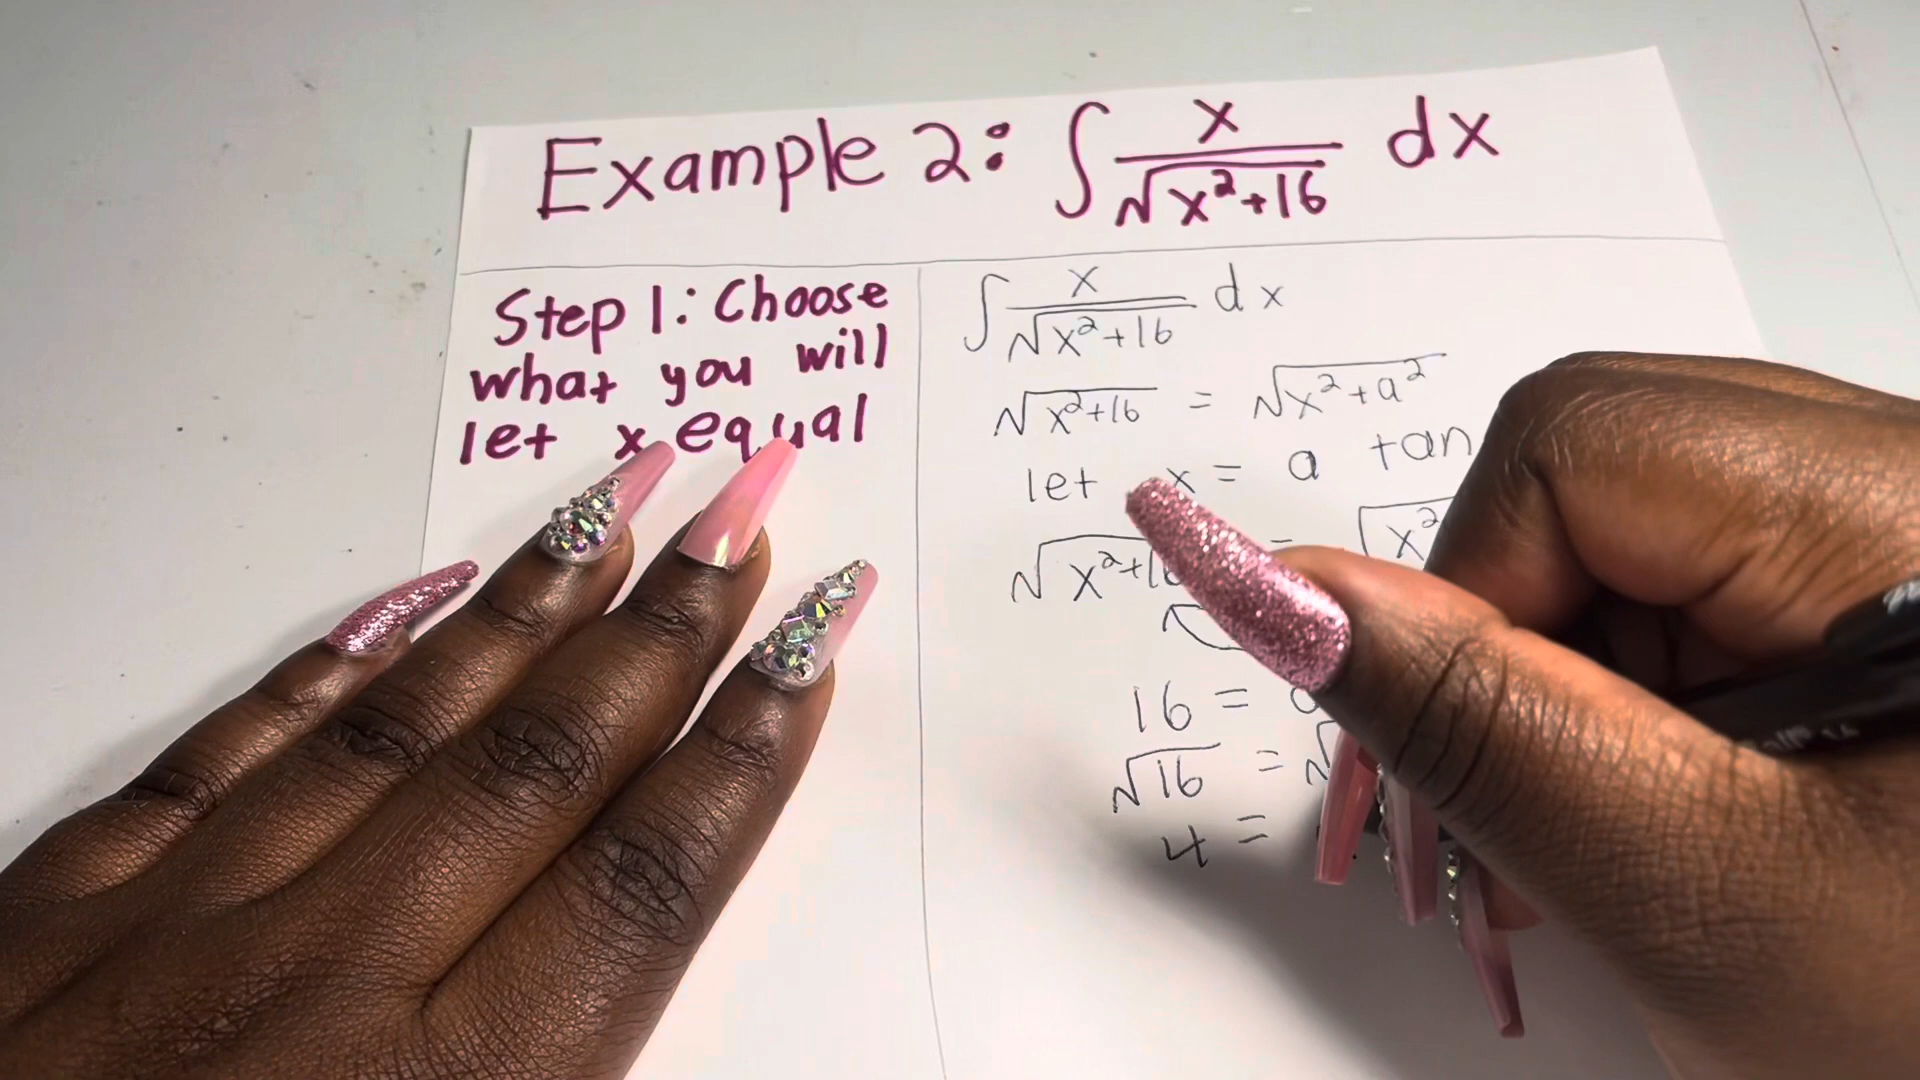 Example 2: ∫ x/√(x²+16) dx
Step 1: Choose
what you will
let x equal
∫ x/√(x²+16) dx
√(x²+16) = √(x²+a²)
let x = a tan
√(x²+16 = √(x²
16 =
√16 = √
4 =